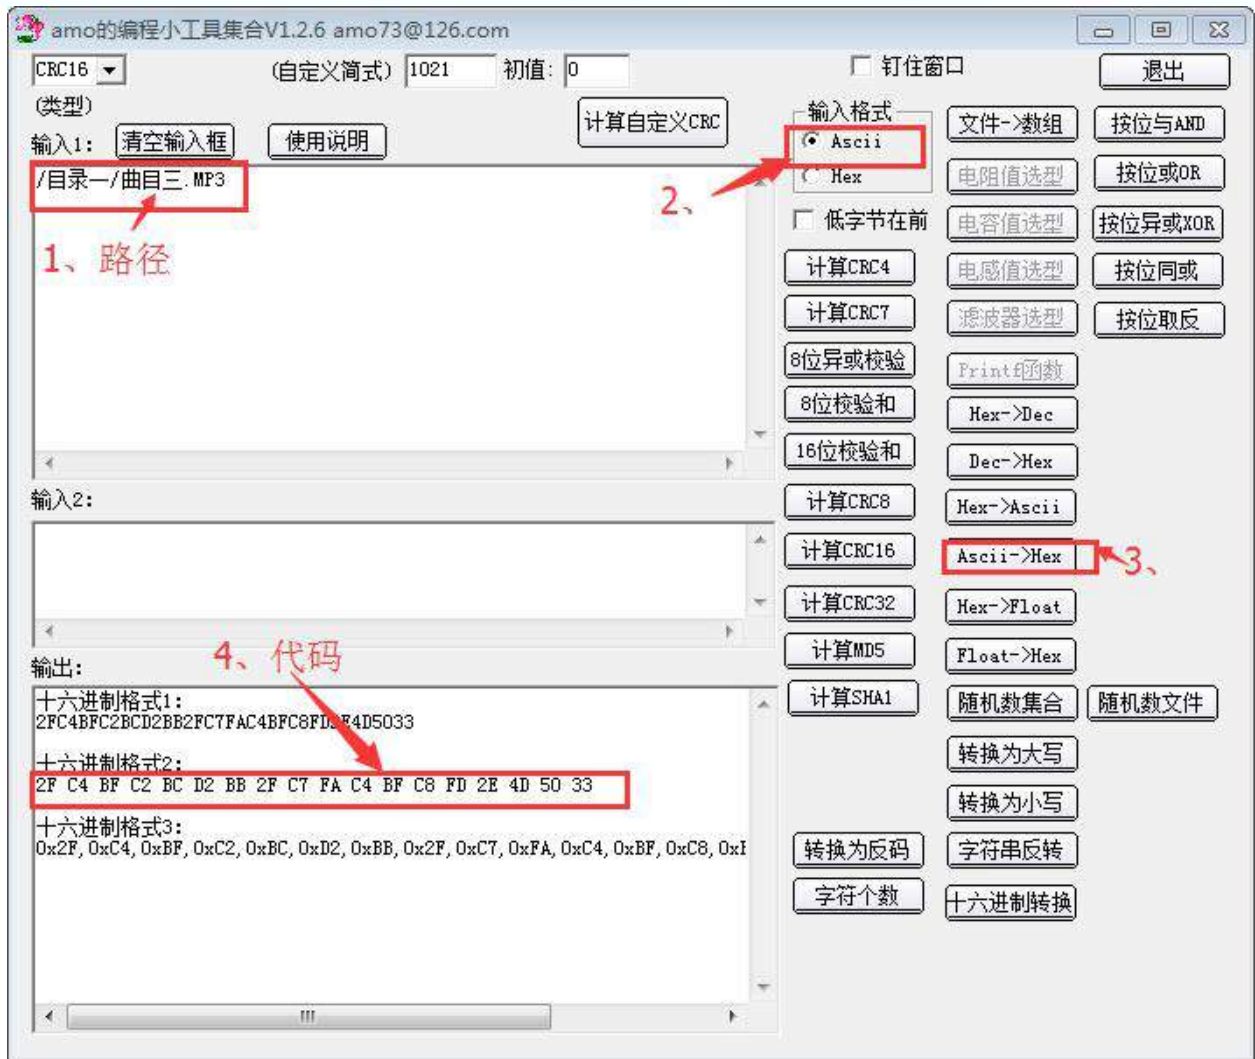 amo的编程小工具集合V1.2.6 amo73@126.com
CRC16 (自定义简式) 1021 初值: 0 钉住窗口 退出
(类型)
计算自定义CRC
输入1: 清空输入框 使用说明
/目录一/曲目三.MP3
1、路径
2、
输入格式
Ascii
Hex
低字节在前
计算CRC4
计算CRC7
8位异或校验
8位校验和
16位校验和
计算CRC8
计算CRC16
计算CRC32
计算MD5
计算SHA1
转换为反码
字符个数
文件->数组
电阻值选型
电容值选型
电感值选型
滤波器选型
Printf函数
Hex->Dec
Dec->Hex
Hex->Ascii
Ascii->Hex
3、
Hex->Float
Float->Hex
随机数集合
转换为大写
转换为小写
字符串反转
十六进制转换
按位与AND
按位或OR
按位异或XOR
按位同或
按位取反
随机数文件
输入2:
输出:
4、代码
十六进制格式1:
2FC4BFC2BCD2BB2FC7FAC4BFC8FD2E4D5033
十六进制格式2:
2F C4 BF C2 BC D2 BB 2F C7 FA C4 BF C8 FD 2E 4D 50 33
十六进制格式3:
0x2F,0xC4,0xBF,0xC2,0xBC,0xD2,0xBB,0x2F,0xC7,0xFA,0xC4,0xBF,0xC8,